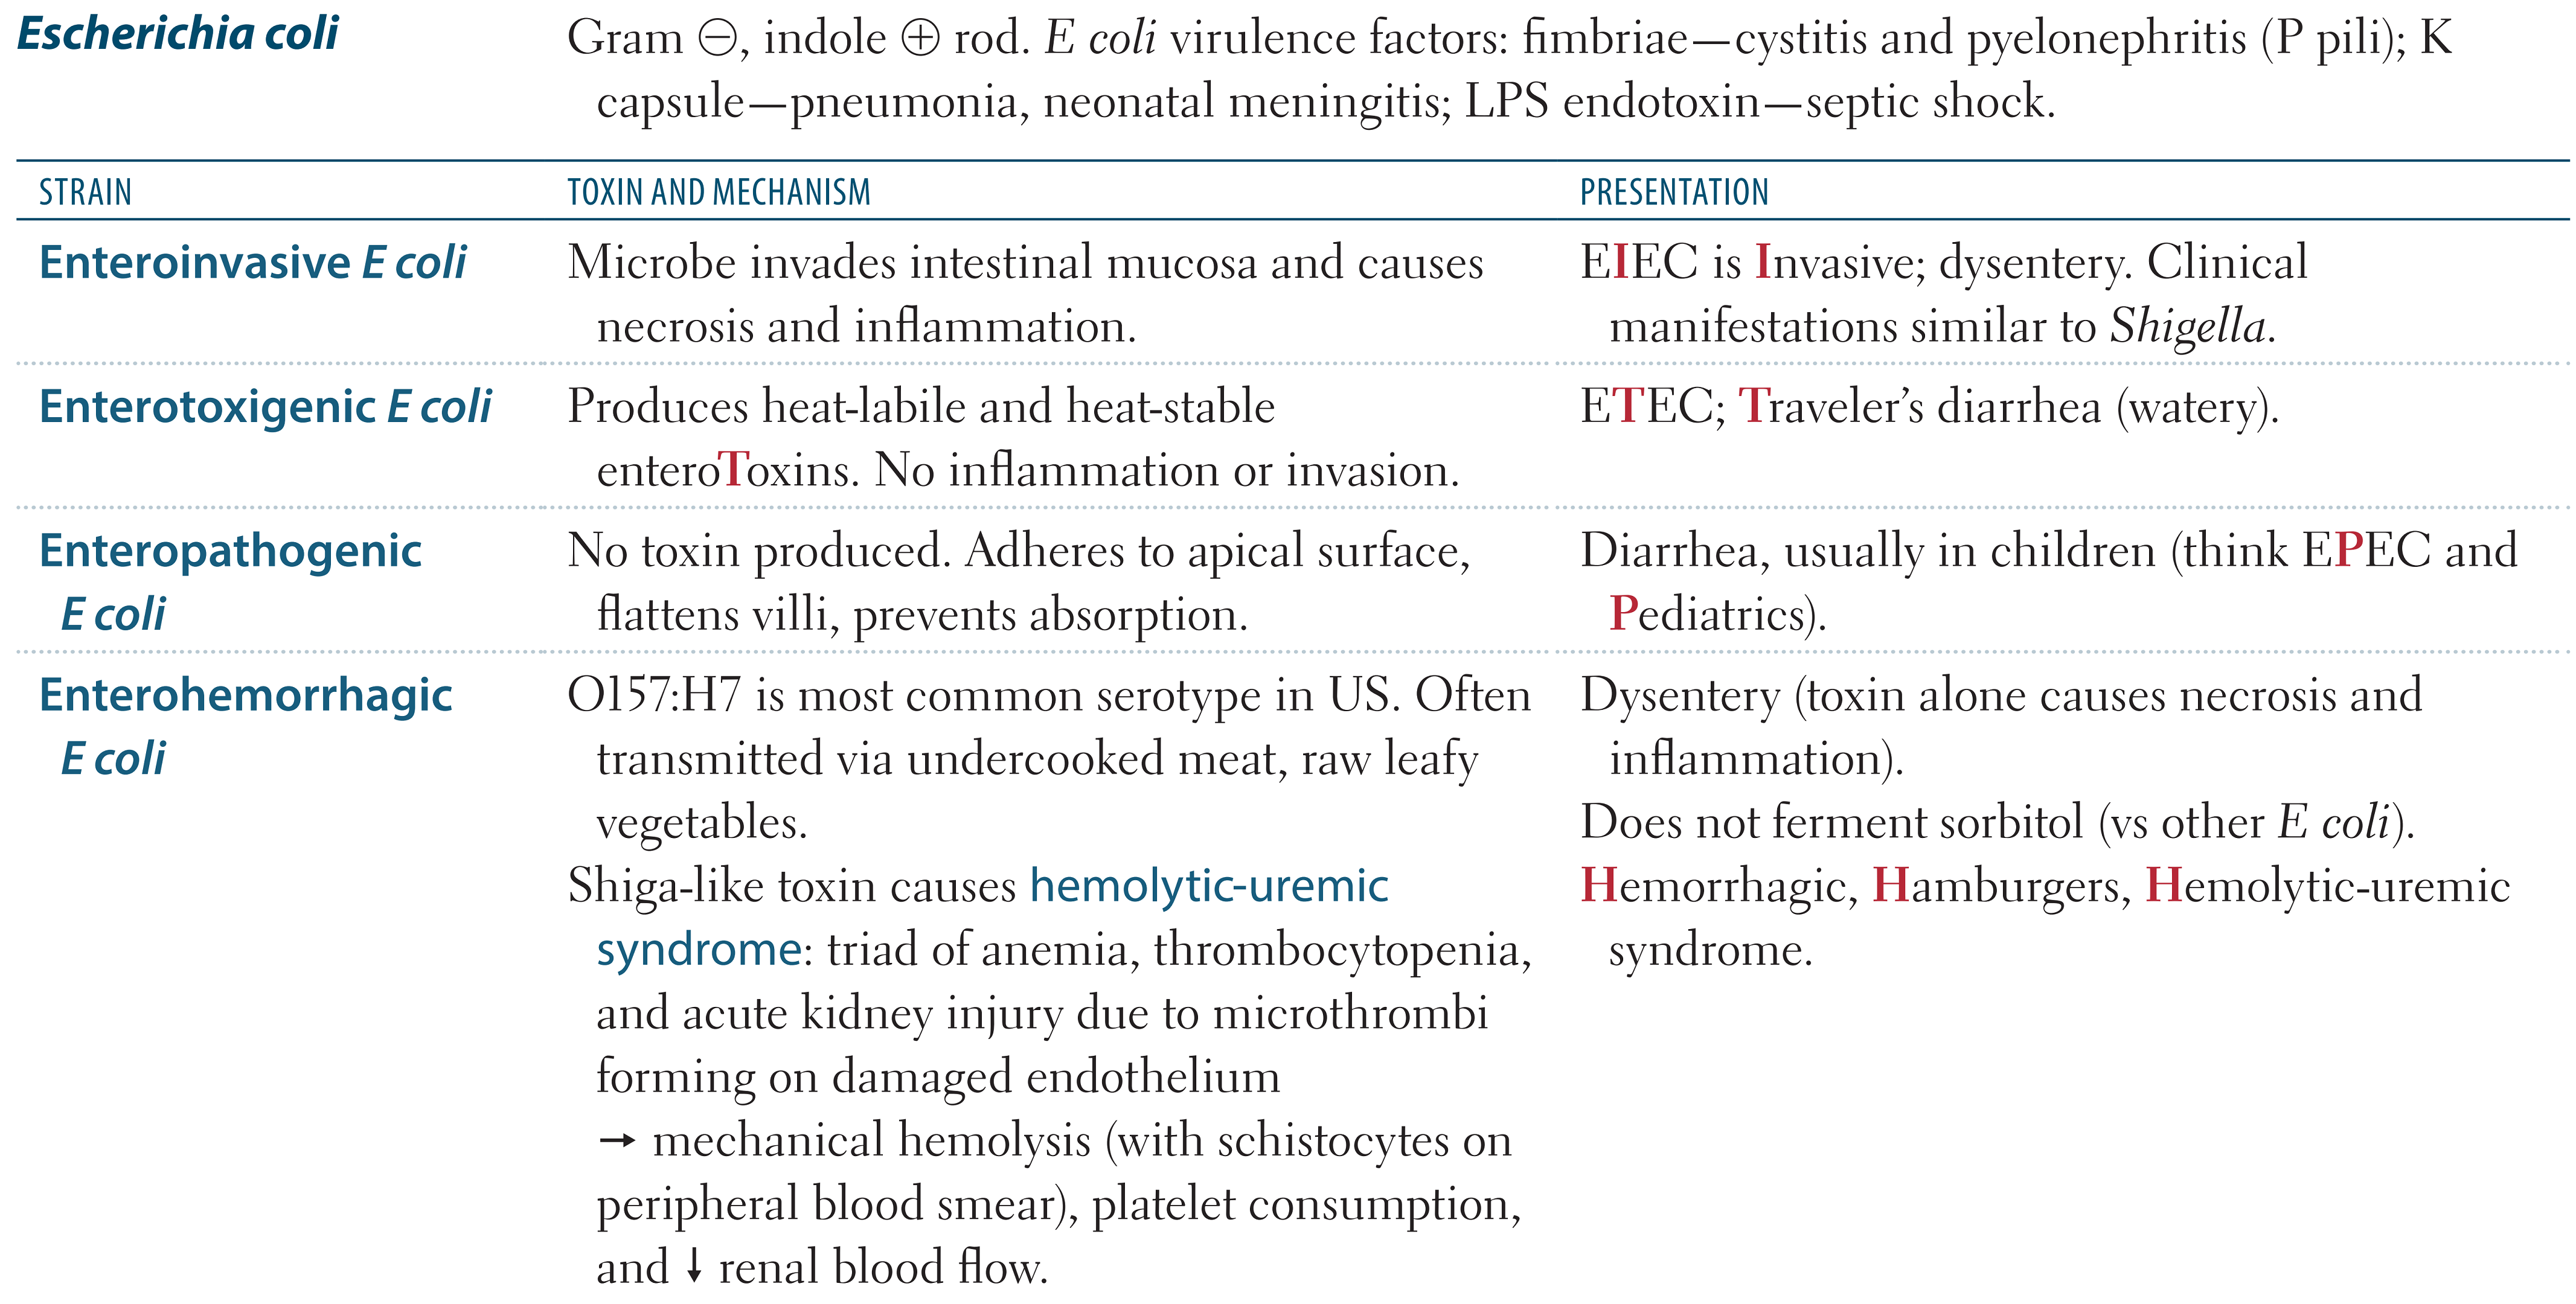 Escherichia coli
Gram ⊖, indole ⊕ rod. E coli virulence factors: fimbriae—cystitis and pyelonephritis (P pili); K
capsule—pneumonia, neonatal meningitis; LPS endotoxin—septic shock.
STRAIN
TOXIN AND MECHANISM
PRESENTATION
Enteroinvasive E coli
Microbe invades intestinal mucosa and causes
necrosis and inflammation.
EIEC is Invasive; dysentery. Clinical
manifestations similar to Shigella.
Enterotoxigenic E coli
Produces heat-labile and heat-stable
enteroToxins. No inflammation or invasion.
ETEC; Traveler’s diarrhea (watery).
Enteropathogenic
E coli
No toxin produced. Adheres to apical surface,
flattens villi, prevents absorption.
Diarrhea, usually in children (think EPEC and
Pediatrics).
Enterohemorrhagic
E coli
O157:H7 is most common serotype in US. Often
transmitted via undercooked meat, raw leafy
vegetables.
Shiga-like toxin causes hemolytic-uremic
syndrome: triad of anemia, thrombocytopenia,
and acute kidney injury due to microthrombi
forming on damaged endothelium
→ mechanical hemolysis (with schistocytes on
peripheral blood smear), platelet consumption,
and ↓ renal blood flow.
Dysentery (toxin alone causes necrosis and
inflammation).
Does not ferment sorbitol (vs other E coli).
Hemorrhagic, Hamburgers, Hemolytic-uremic
syndrome.